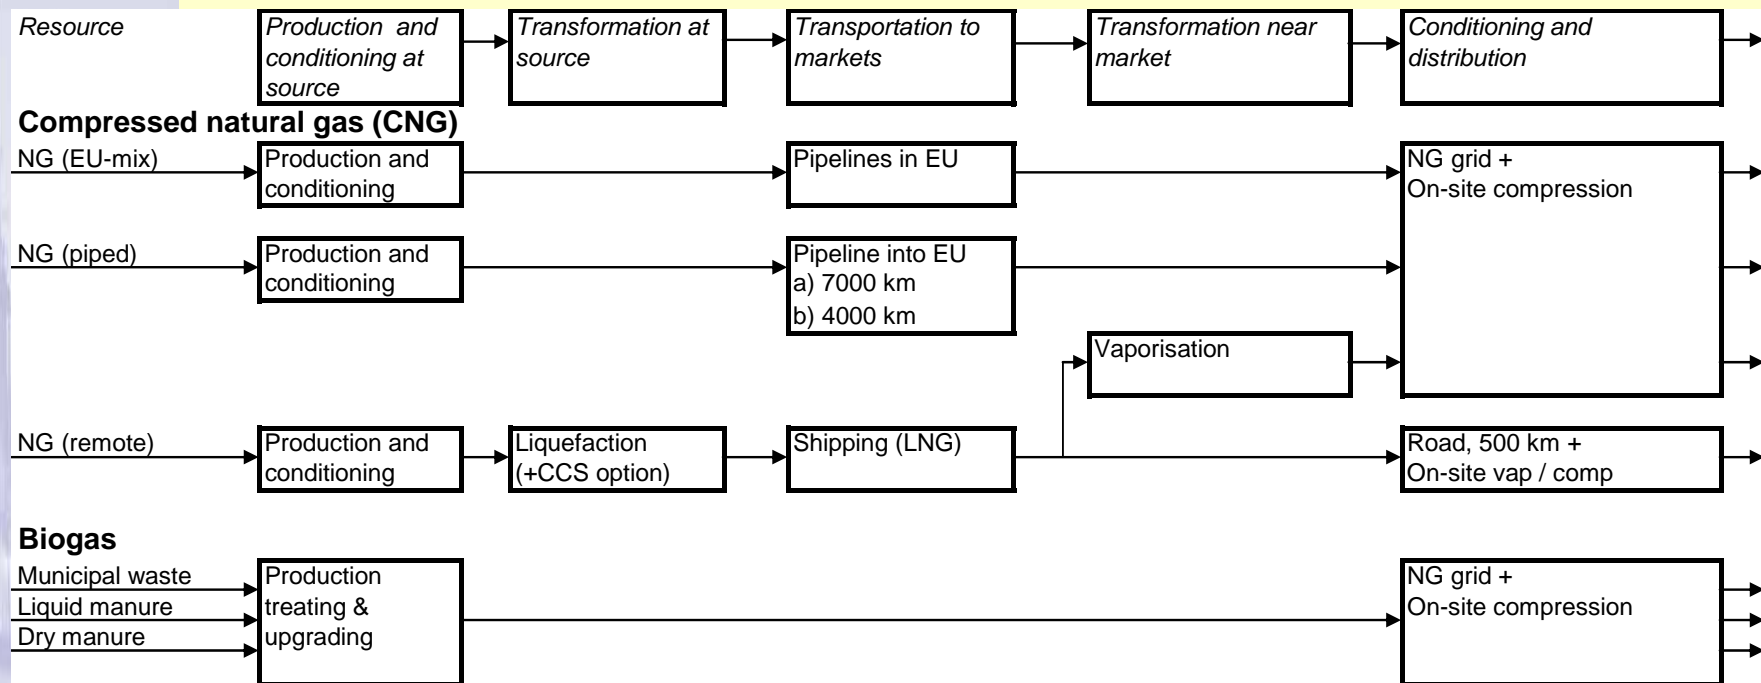 Resource
Production and
conditioning at
source
Transformation at
source
Transportation to
markets
Transformation near
market
Conditioning and
distribution
Compressed natural gas (CNG)
NG (EU-mix)
Production and
conditioning
Pipelines in EU
NG grid +
On-site compression
NG (piped)
Production and
conditioning
Pipeline into EU
a) 7000 km
b) 4000 km
Vaporisation
NG (remote)
Production and
conditioning
Liquefaction
(+CCS option)
Shipping (LNG)
Road, 500 km +
On-site vap / comp
Biogas
Municipal waste
Liquid manure
Dry manure
Production
treating &
upgrading
NG grid +
On-site compression